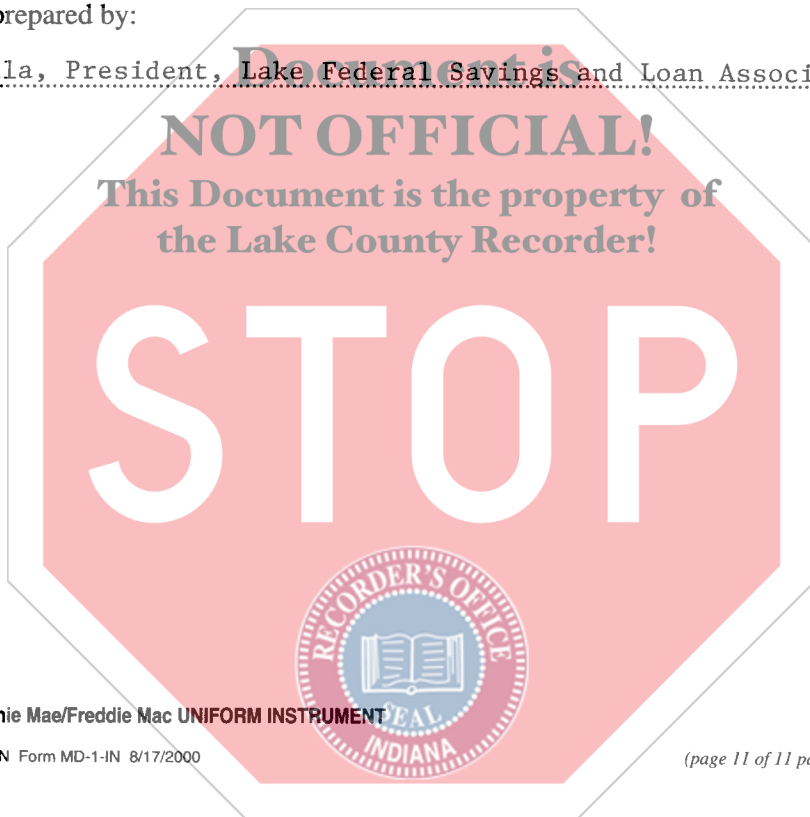 prepared by:
la, President, Lake Federal Savings and Loan Associ
Document is
NOT OFFICIAL!
This Document is the property of
the Lake County Recorder!
STOP
RECORDER'S OFFICE
SEAL
INDIANA
nie Mae/Freddie Mac UNIFORM INSTRUMENT
N Form MD-1-IN 8/17/2000
(page 11 of 11 pa